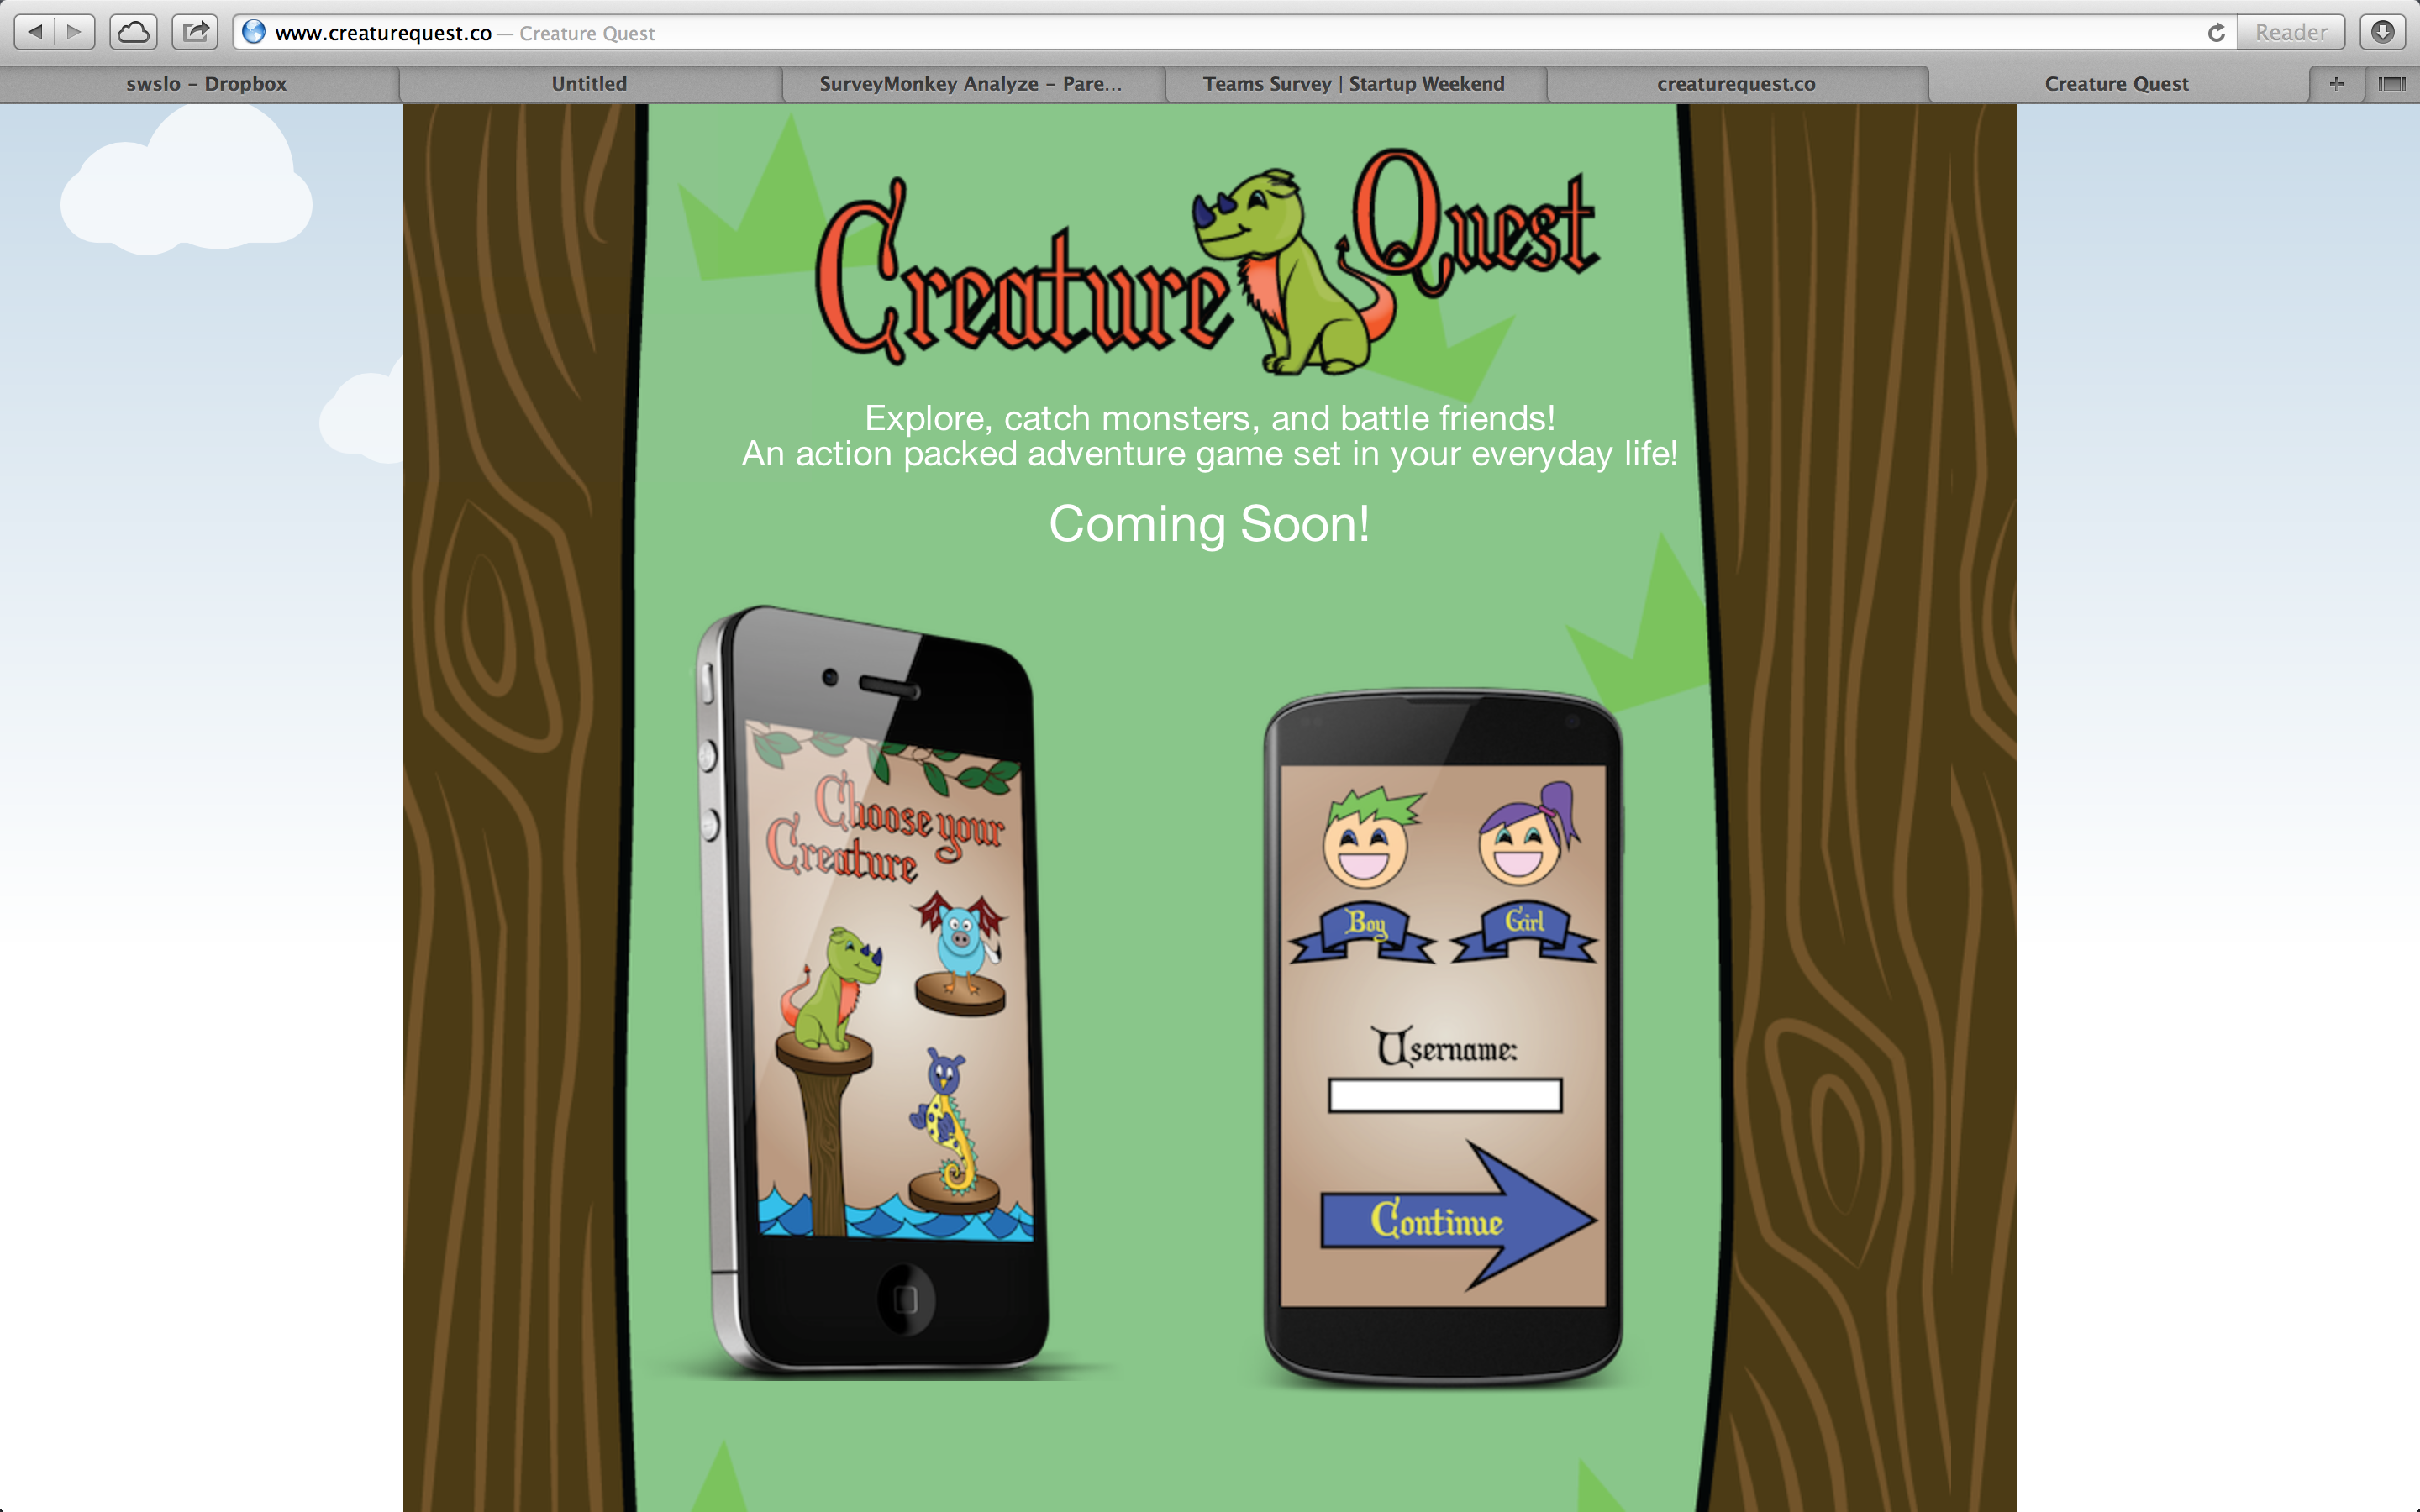 www.creaturequest.co — Creature Quest
Reader
swslo – Dropbox
Untitled
SurveyMonkey Analyze – Pare...
Teams Survey | Startup Weekend
creaturequest.co
Creature Quest
Creature Quest
Explore, catch monsters, and battle friends!
An action packed adventure game set in your everyday life!
Coming Soon!
Choose your
Creature
Boy
Girl
Username:
Continue